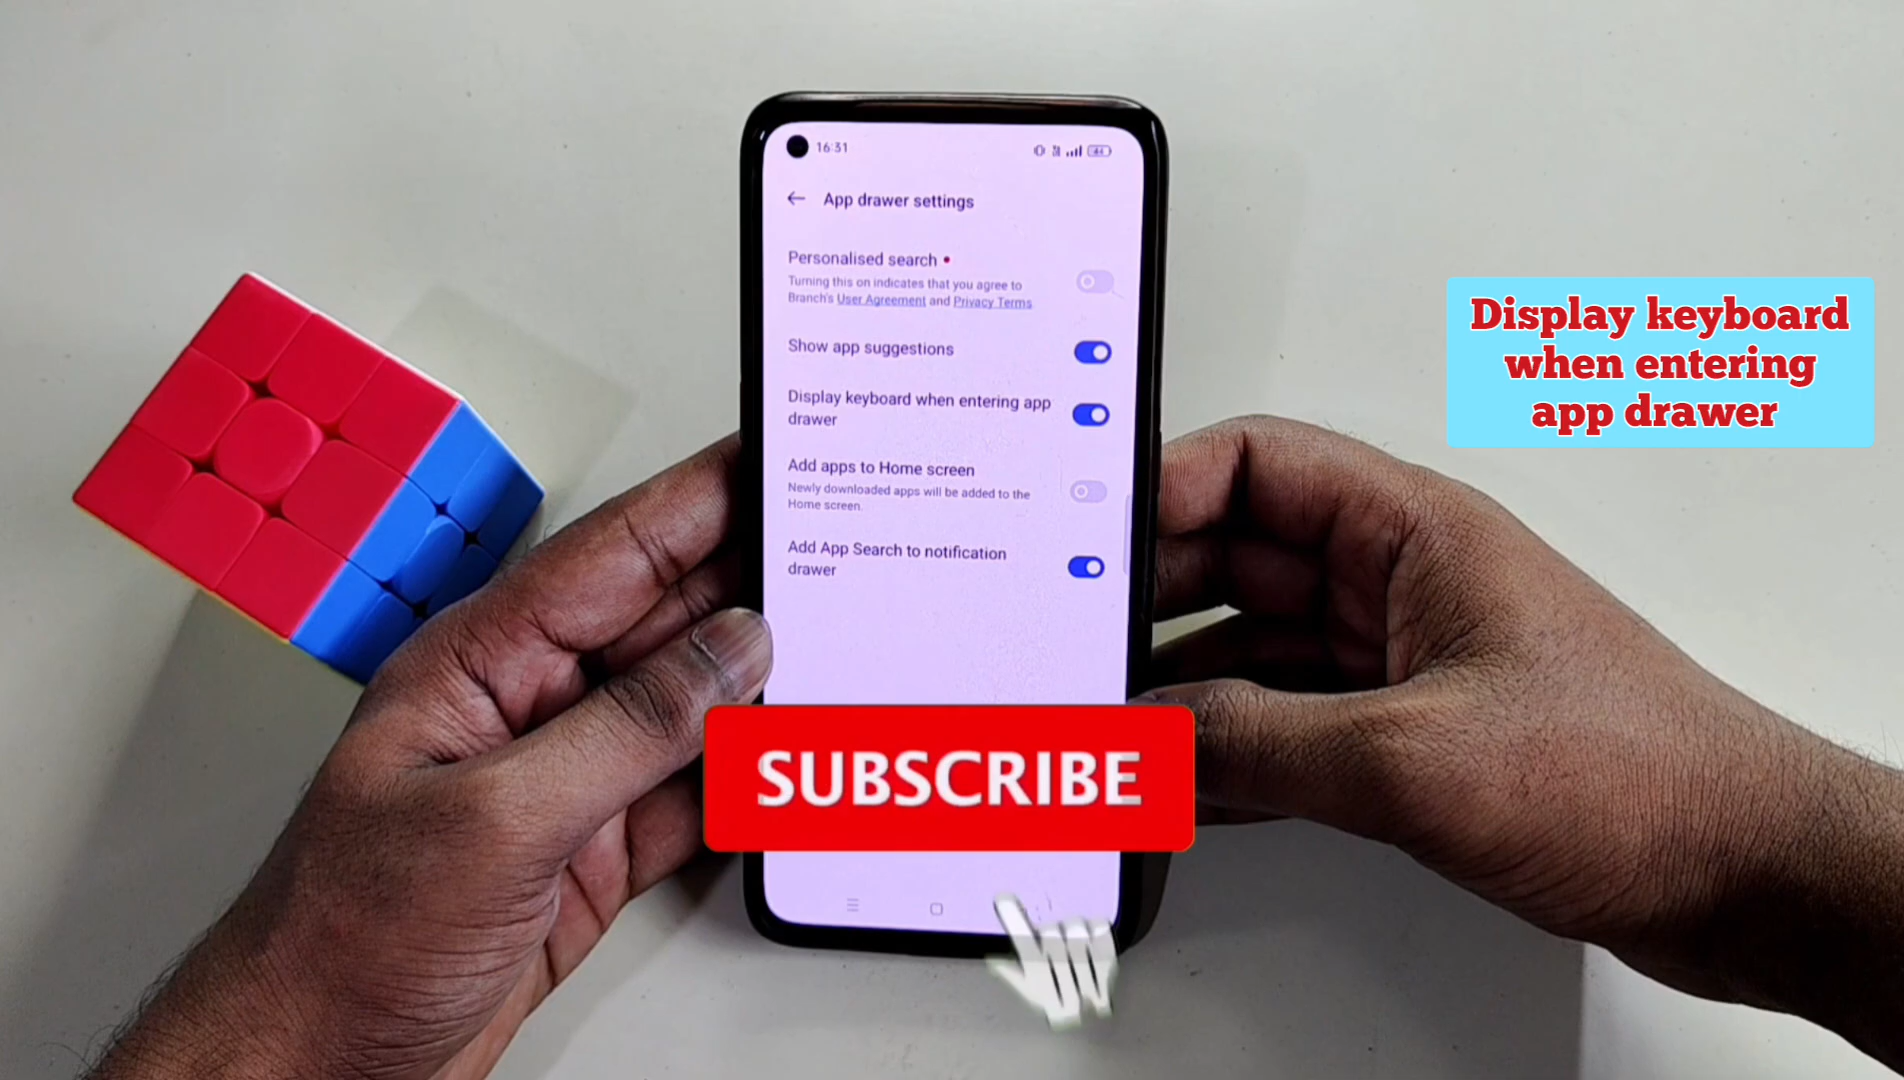 16:31
44
App drawer settings
Personalised search
Turning this on indicates that you agree to
Branch's User Agreement and Privacy Terms
Show app suggestions
Display keyboard when entering app
drawer
Add apps to Home screen
Newly downloaded apps will be added to the
Home screen.
Add App Search to notification
drawer
Display keyboard
when entering
app drawer
SUBSCRIBE